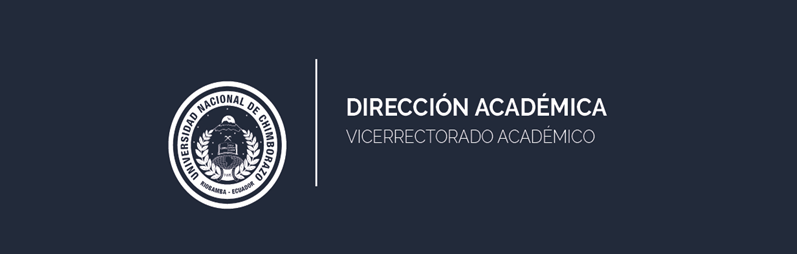 UNIVERSIDAD NACIONAL DE CHIMBORAZO
RIOBAMBA - ECUADOR
DIRECCIÓN ACADÉMICA
VICERRECTORADO ACADÉMICO